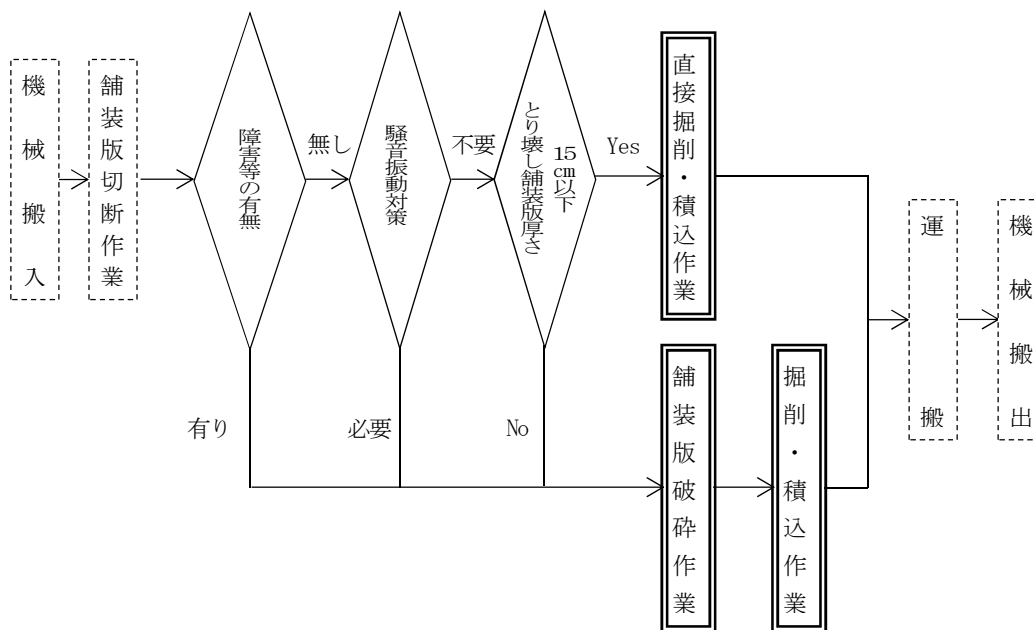 機械搬入
舗装版切断作業
障害等の有無
無し
騒音振動対策
不要
とり壊し舗装版厚さ
15cm以下
Yes
直接掘削・積込作業
運搬
機械搬出
有り
必要
No
舗装版破砕作業
掘削・積込作業